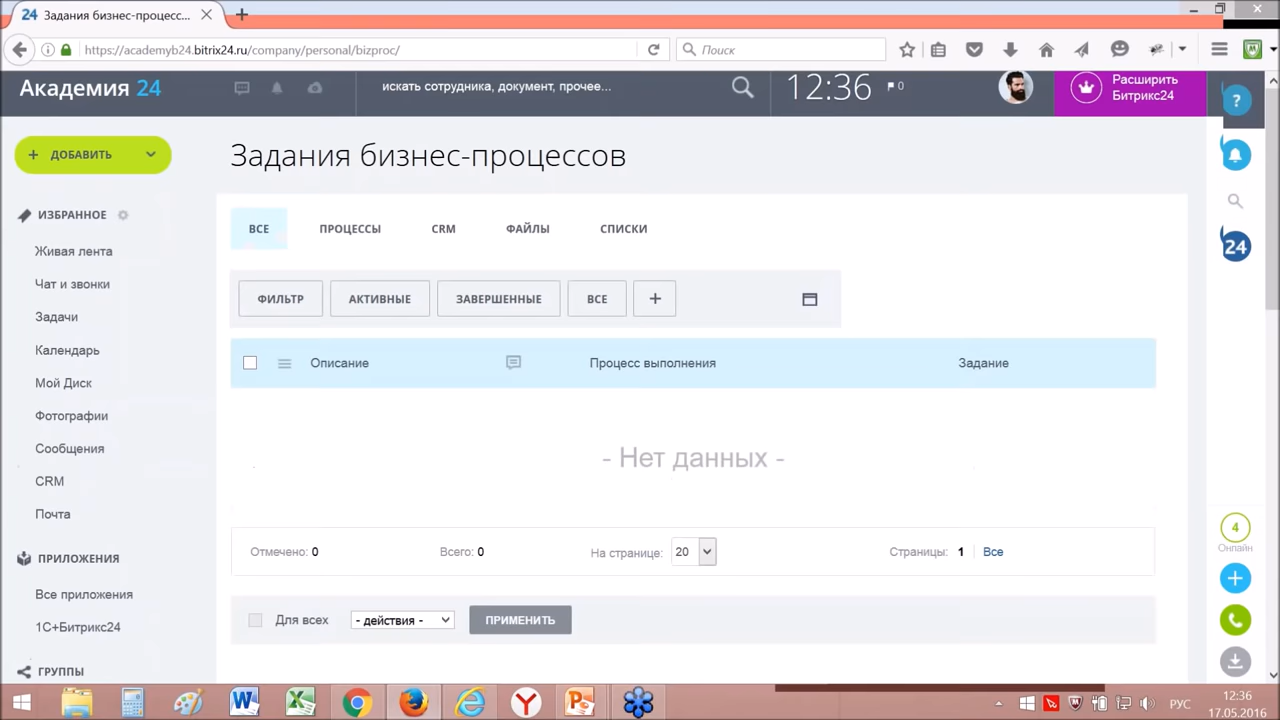 24 Задания бизнес-процесс...
https://academyb24.bitrix24.ru/company/personal/bizproc/
Поиск
Академия 24
искать сотрудника, документ, прочее...
12:36
0
Расширить
Битрикс24
?
+ ДОБАВИТЬ
Задания бизнес-процессов
ИЗБРАННОЕ
Живая лента
Чат и звонки
Задачи
Календарь
Мой Диск
Фотографии
Сообщения
CRM
Почта
ПРИЛОЖЕНИЯ
Все приложения
1С+Битрикс24
ГРУППЫ
ВСЕ ПРОЦЕССЫ CRM ФАЙЛЫ СПИСКИ
ФИЛЬТР АКТИВНЫЕ ЗАВЕРШЕННЫЕ ВСЕ +
Описание Процесс выполнения Задание
- Нет данных -
Отмечено: 0 Всего: 0 На странице: 20 Страницы: 1 Все
Для всех - действия - ПРИМЕНИТЬ
24
4
Онлайн
РУС
12:36
17.05.2016